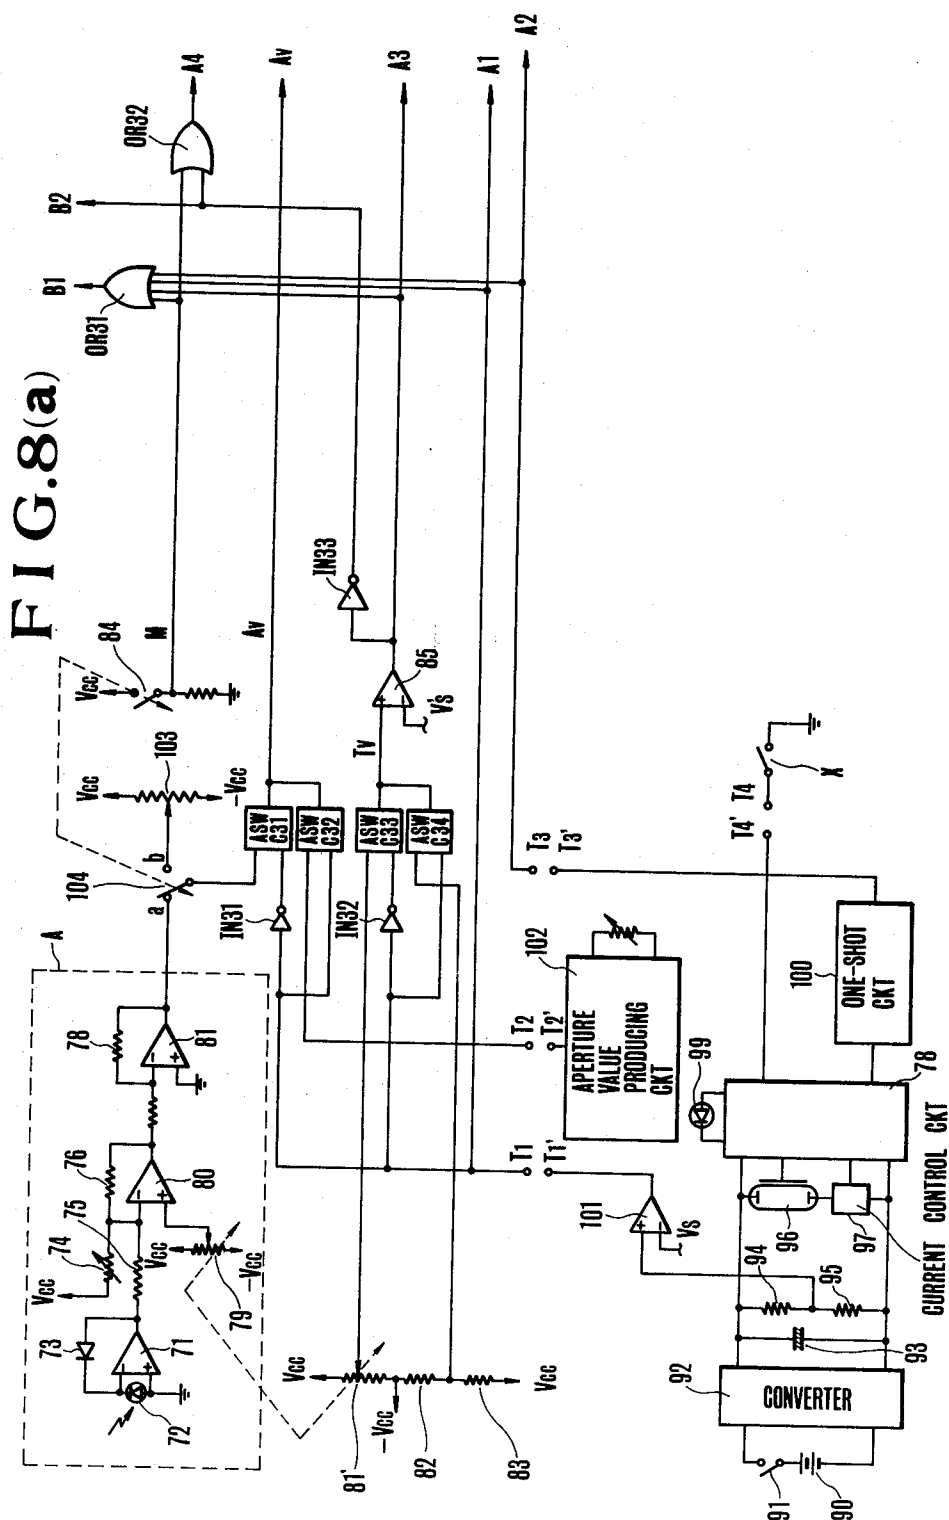 FIG.8(a)
A
73
71
72
Vcc
74
75
76
80
79
Vcc
-Vcc
78
81
104
a
b
Vcc
103
-Vcc
Vcc
84
M
OR31
B1
B2
OR32
A4
Av
Av
A3
A1
A2
IN31
ASW
C31
ASW
C32
IN32
ASW
C33
ASW
C34
Tv
85
V's
IN33
Vcc
81'
-Vcc
82
83
Vcc
T1
T1'
T2
T2'
T3
T3'
T4'
T4
X
101
Vs
102
APERTURE
VALUE
PRODUCING
CKT
100
ONE-SHOT
CKT
99
78
91
90
92
CONVERTER
93
94
95
96
97
CURRENT CONTROL CKT